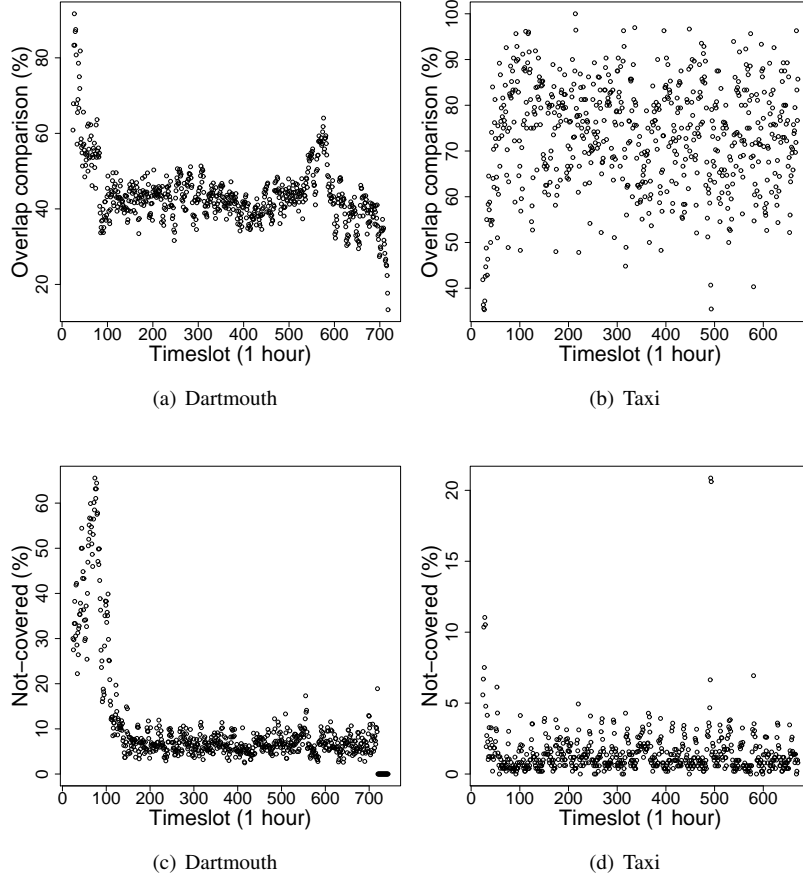 Overlap comparison (%)
20 40 60 80
0 100 200 300 400 500 600 700
Timeslot (1 hour)
(a) Dartmouth
Overlap comparison (%)
40 50 60 70 80 90 100
0 100 200 300 400 500 600
Timeslot (1 hour)
(b) Taxi
Not−covered (%)
0 10 20 30 40 50 60
0 100 200 300 400 500 600 700
Timeslot (1 hour)
(c) Dartmouth
Not−covered (%)
0 5 10 15 20
0 100 200 300 400 500 600
Timeslot (1 hour)
(d) Taxi